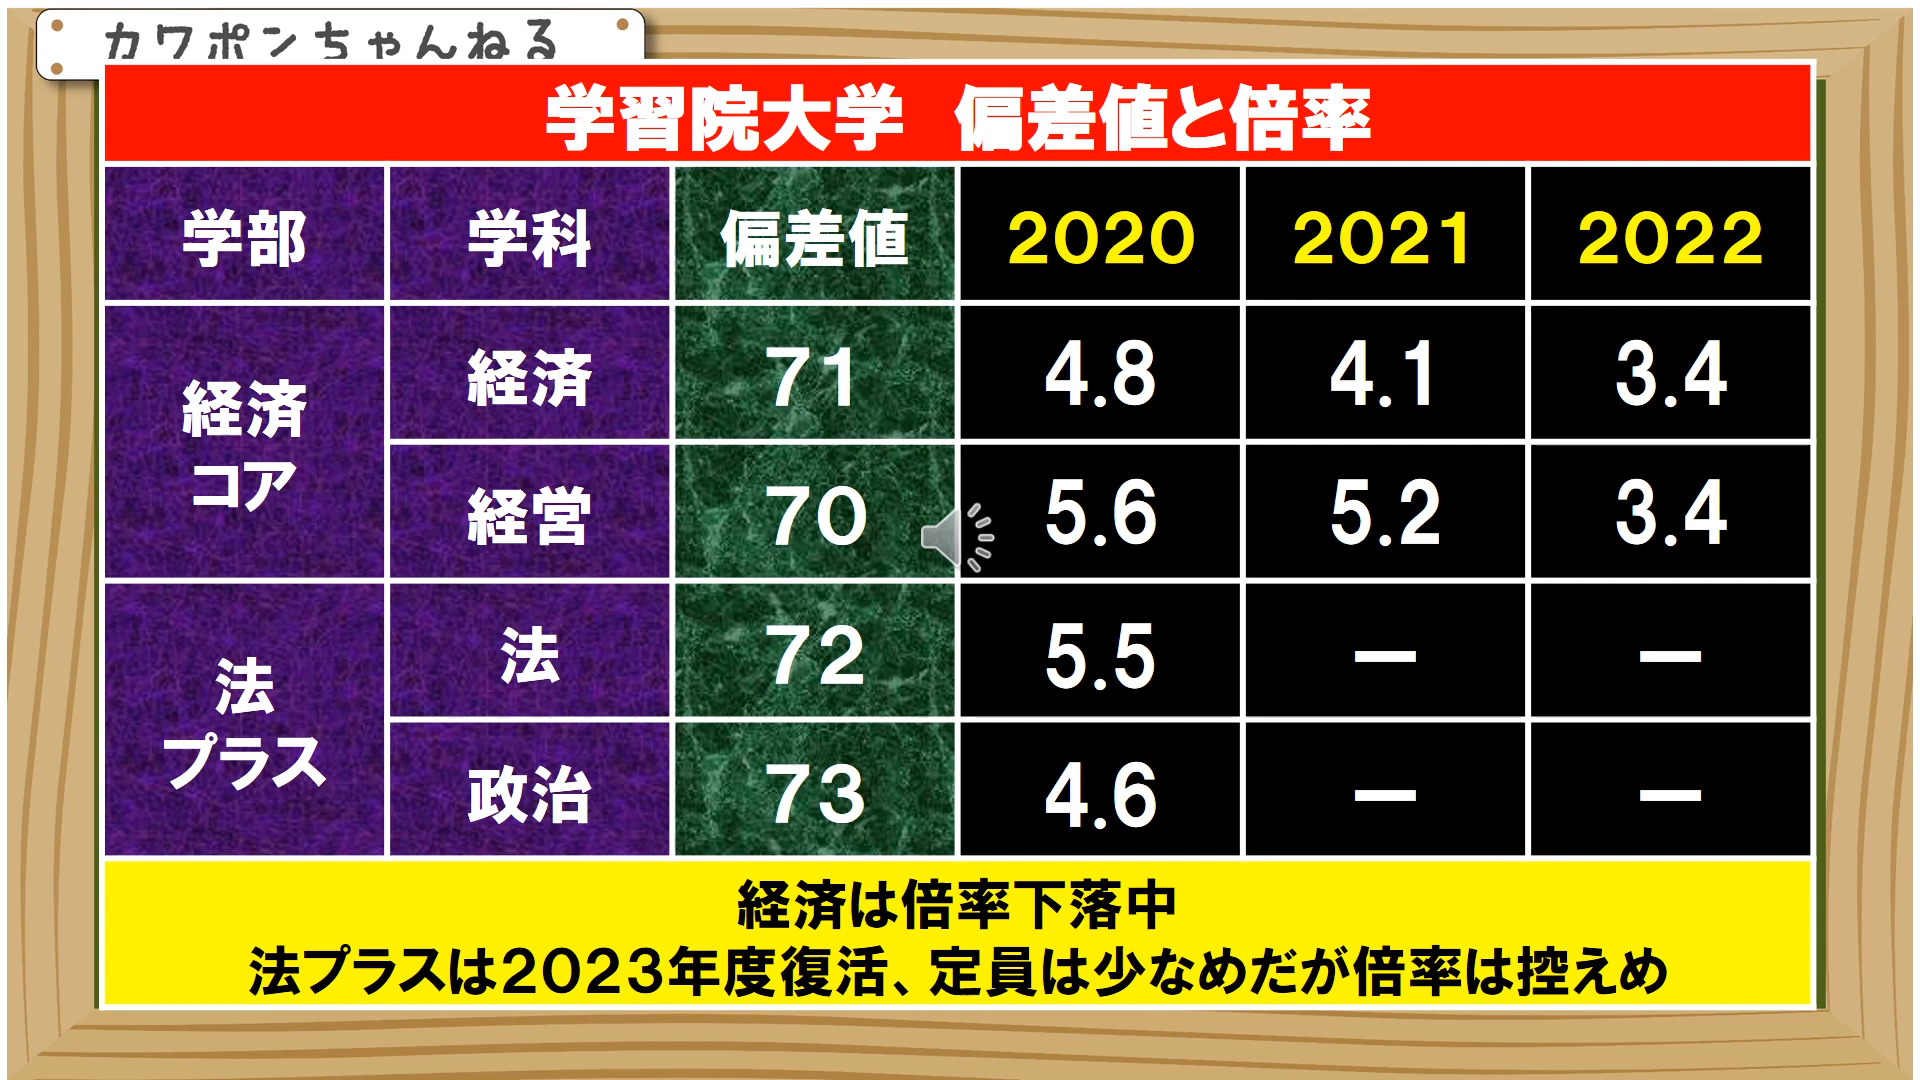 カワポンちゃんねる
学習院大学　偏差値と倍率
学部 学科 偏差値 2020 2021 2022
経済
コア
経済 71 4.8 4.1 3.4
経営 70 5.6 5.2 3.4
法
プラス
法 72 5.5 － －
政治 73 4.6 － －
経済は倍率下落中
法プラスは2023年度復活、定員は少なめだが倍率は控えめ